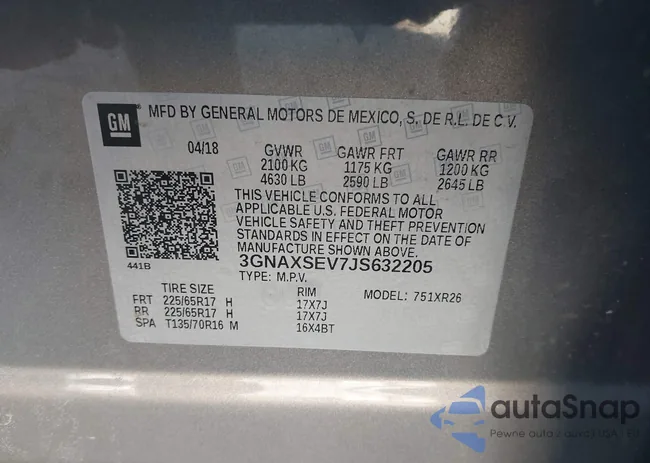 GM
MFD BY GENERAL MOTORS DE MEXICO, S. DE R.L. DE C V.
04/18 GVWR GAWR FRT GAWR RR
2100 KG 1175 KG 1200 KG
4630 LB 2590 LB 2645 LB
THIS VEHICLE CONFORMS TO ALL
APPLICABLE U.S. FEDERAL MOTOR
VEHICLE SAFETY AND THEFT PREVENTION
STANDARDS IN EFFECT ON THE DATE OF
MANUFACTURE SHOWN ABOVE.
441B
3GNAXSEV7JS632205
TYPE: M.P.V.
TIRE SIZE RIM MODEL: 751XR26
FRT 225/65R17 H 17X7J
RR 225/65R17 H 17X7J
SPA T135/70R16 M 16X4BT
autaSnap
Pewne auta z